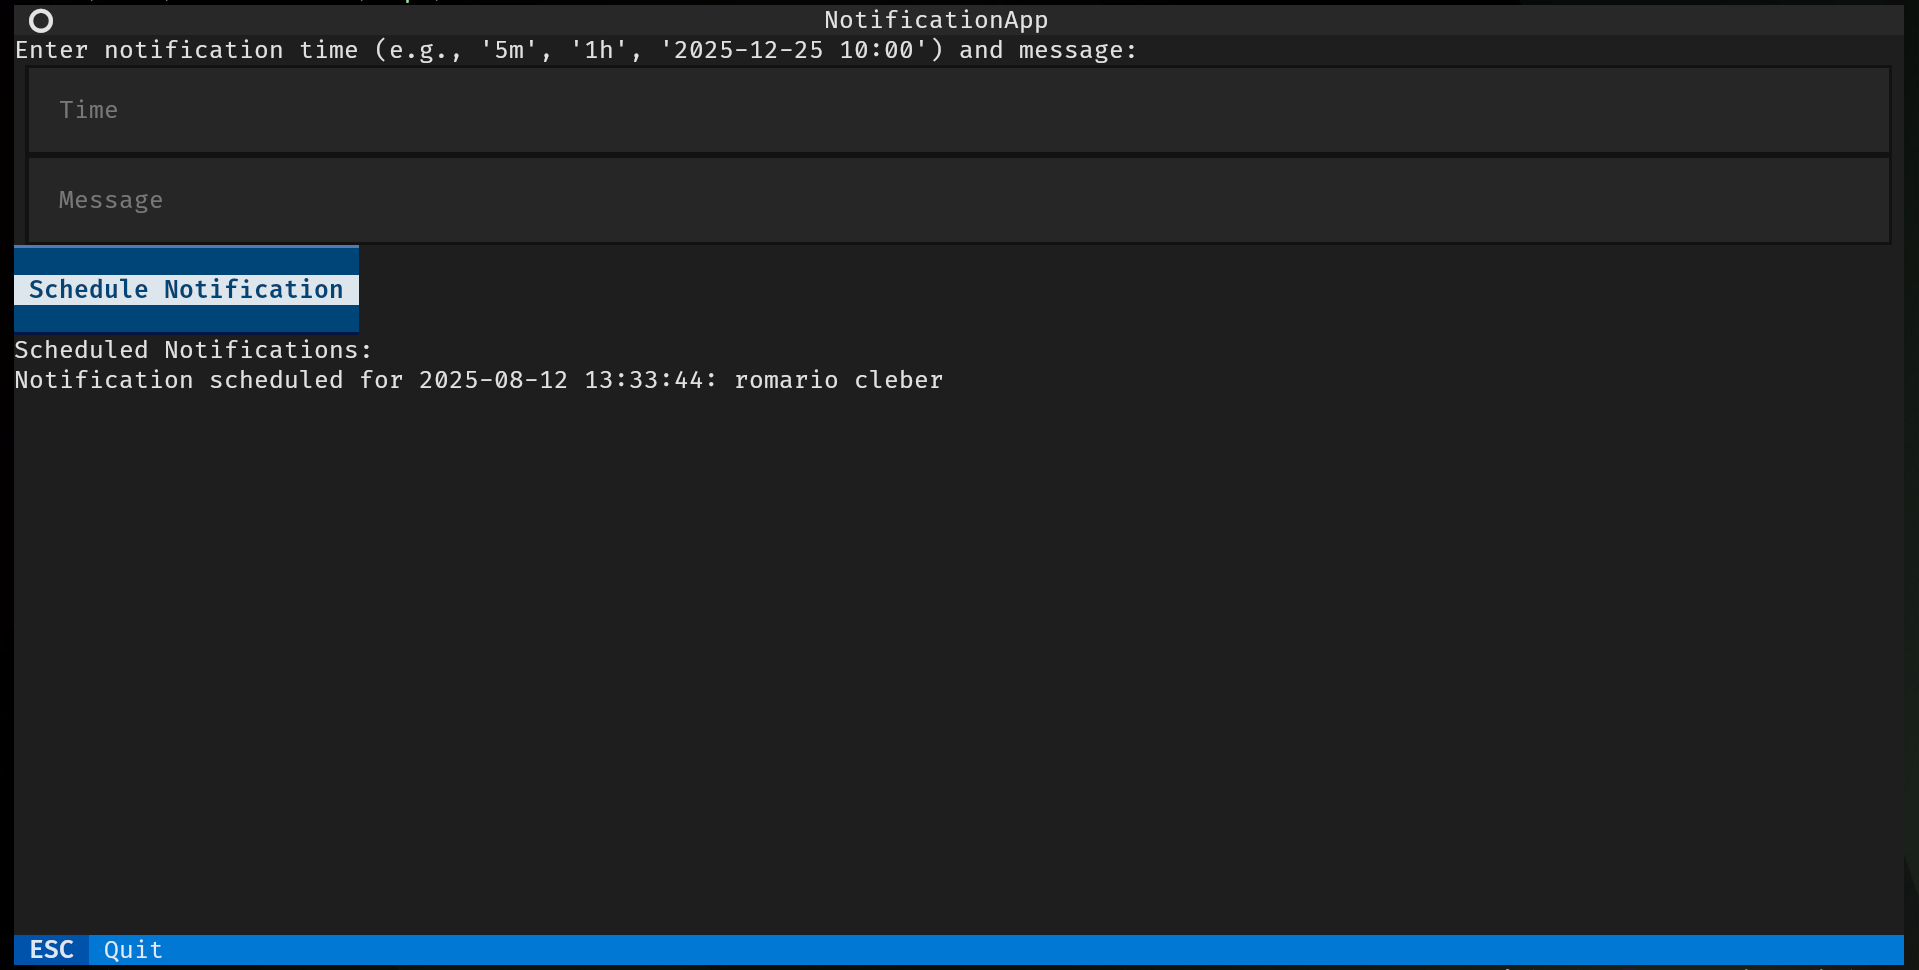 NotificationApp
Enter notification time (e.g., '5m', '1h', '2025-12-25 10:00') and message:
Time
Message
Schedule Notification
Scheduled Notifications:
Notification scheduled for 2025-08-12 13:33:44: romario cleber
ESC Quit